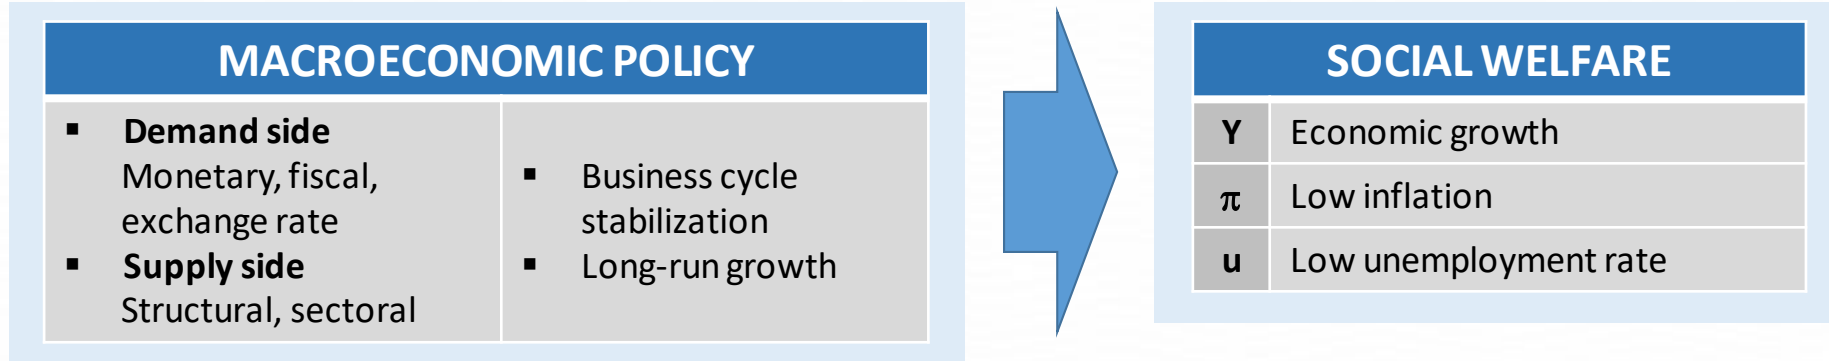 MACROECONOMIC POLICY
▪ Demand side
Monetary, fiscal,
exchange rate
▪ Supply side
Structural, sectoral
▪ Business cycle
stabilization
▪ Long-run growth
SOCIAL WELFARE
Y Economic growth
π Low inflation
u Low unemployment rate